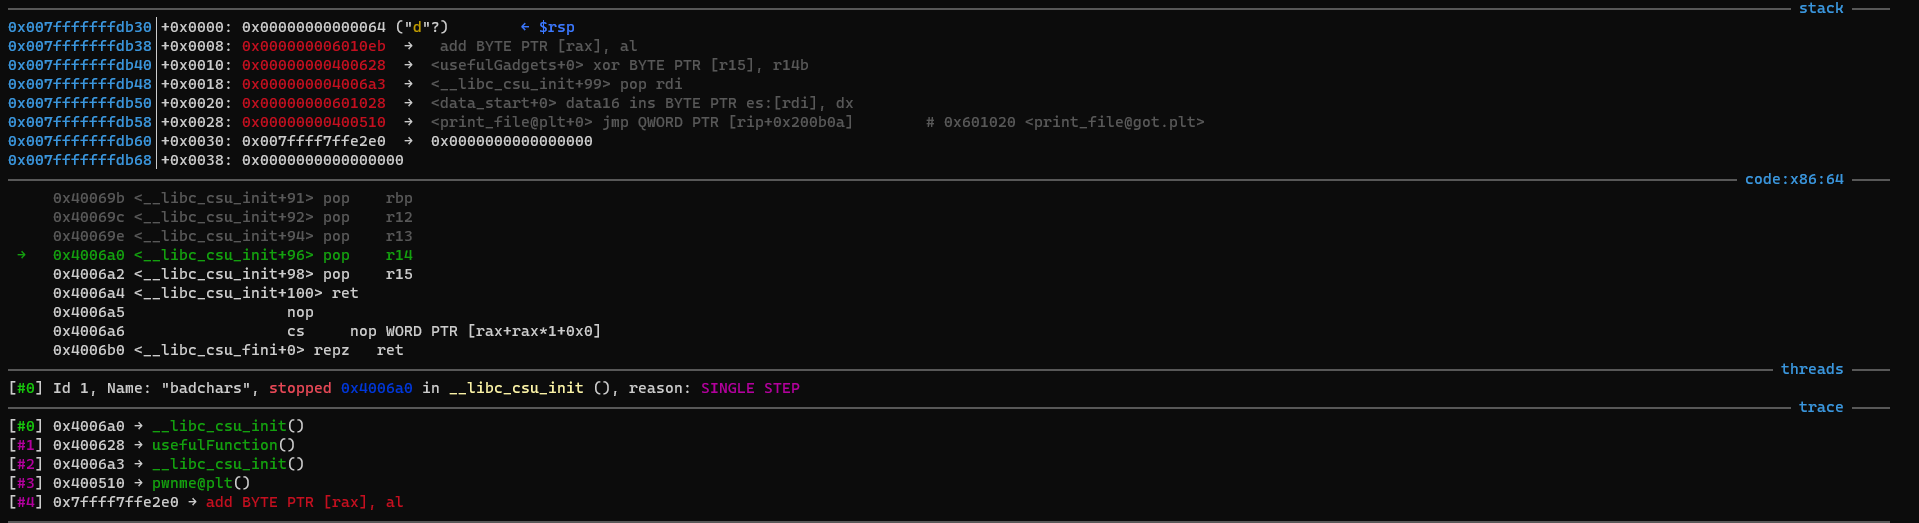 stack
0x007fffffffdb30│+0x0000: 0x00000000000064 ("d"?)        ← $rsp
0x007fffffffdb38│+0x0008: 0x000000006010eb  →   add BYTE PTR [rax], al
0x007fffffffdb40│+0x0010: 0x00000000400628  →  <usefulGadgets+0> xor BYTE PTR [r15], r14b
0x007fffffffdb48│+0x0018: 0x000000004006a3  →  <__libc_csu_init+99> pop rdi
0x007fffffffdb50│+0x0020: 0x00000000601028  →  <data_start+0> data16 ins BYTE PTR es:[rdi], dx
0x007fffffffdb58│+0x0028: 0x00000000400510  →  <print_file@plt+0> jmp QWORD PTR [rip+0x200b0a]        # 0x601020 <print_file@got.plt>
0x007fffffffdb60│+0x0030: 0x007ffff7ffe2e0  →  0x0000000000000000
0x007fffffffdb68│+0x0038: 0x0000000000000000
code:x86:64
0x40069b <__libc_csu_init+91> pop    rbp
0x40069c <__libc_csu_init+92> pop    r12
0x40069e <__libc_csu_init+94> pop    r13
→   0x4006a0 <__libc_csu_init+96> pop    r14
0x4006a2 <__libc_csu_init+98> pop    r15
0x4006a4 <__libc_csu_init+100> ret
0x4006a5                  nop
0x4006a6                  cs     nop WORD PTR [rax+rax*1+0x0]
0x4006b0 <__libc_csu_fini+0> repz   ret
threads
[#0] Id 1, Name: "badchars", stopped 0x4006a0 in __libc_csu_init (), reason: SINGLE STEP
trace
[#0] 0x4006a0 → __libc_csu_init()
[#1] 0x400628 → usefulFunction()
[#2] 0x4006a3 → __libc_csu_init()
[#3] 0x400510 → pwnme@plt()
[#4] 0x7ffff7ffe2e0 → add BYTE PTR [rax], al